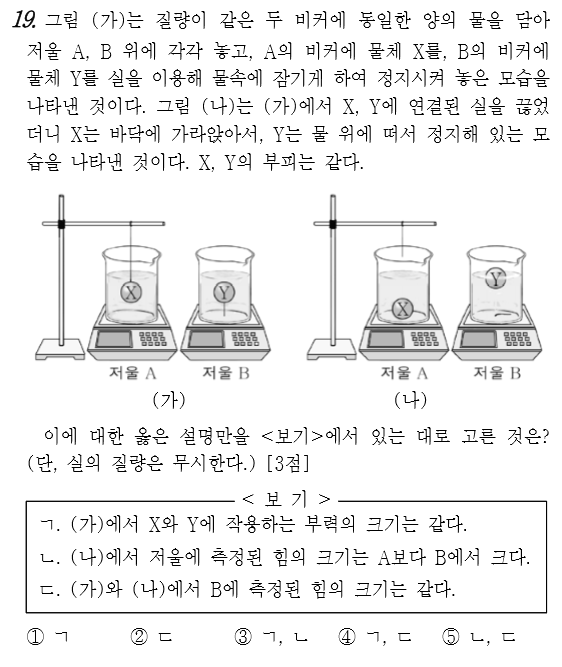 19. 그림 (가)는 질량이 같은 두 비커에 동일한 양의 물을 담아
저울 A, B 위에 각각 놓고, A의 비커에 물체 X를, B의 비커에
물체 Y를 실을 이용해 물속에 잠기게 하여 정지시켜 놓은 모습을
나타낸 것이다. 그림 (나)는 (가)에서 X, Y에 연결된 실을 끊었
더니 X는 바닥에 가라앉아서, Y는 물 위에 떠서 정지해 있는 모
습을 나타낸 것이다. X, Y의 부피는 같다.
X Y X Y
저울 A 저울 B 저울 A 저울 B
(가) (나)
이에 대한 옳은 설명만을 <보기>에서 있는 대로 고른 것은?
(단, 실의 질량은 무시한다.) [3점]
< 보 기 >
ㄱ. (가)에서 X와 Y에 작용하는 부력의 크기는 같다.
ㄴ. (나)에서 저울에 측정된 힘의 크기는 A보다 B에서 크다.
ㄷ. (가)와 (나)에서 B에 측정된 힘의 크기는 같다.
① ㄱ ② ㄷ ③ ㄱ, ㄴ ④ ㄱ, ㄷ ⑤ ㄴ, ㄷ